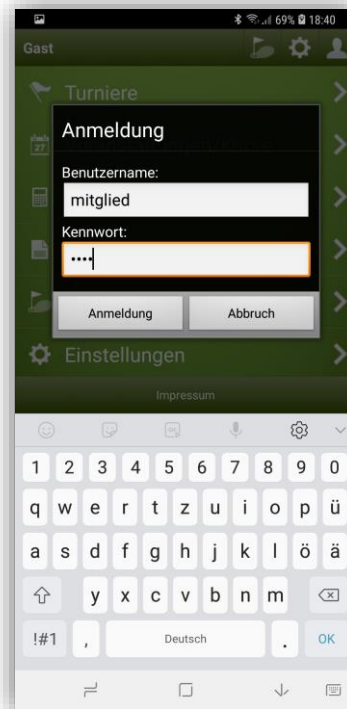 69% 18:40
Gast
Turniere
27
Anmeldung
Benutzername:
mitglied
Kennwort:
••••
Anmeldung Abbruch
Einstellungen
Impressum
1 2 3 4 5 6 7 8 9 0
q w e r t z u i o p ü
a s d f g h j k l ö ä
y x c v b n m
!#1 , Deutsch . OK